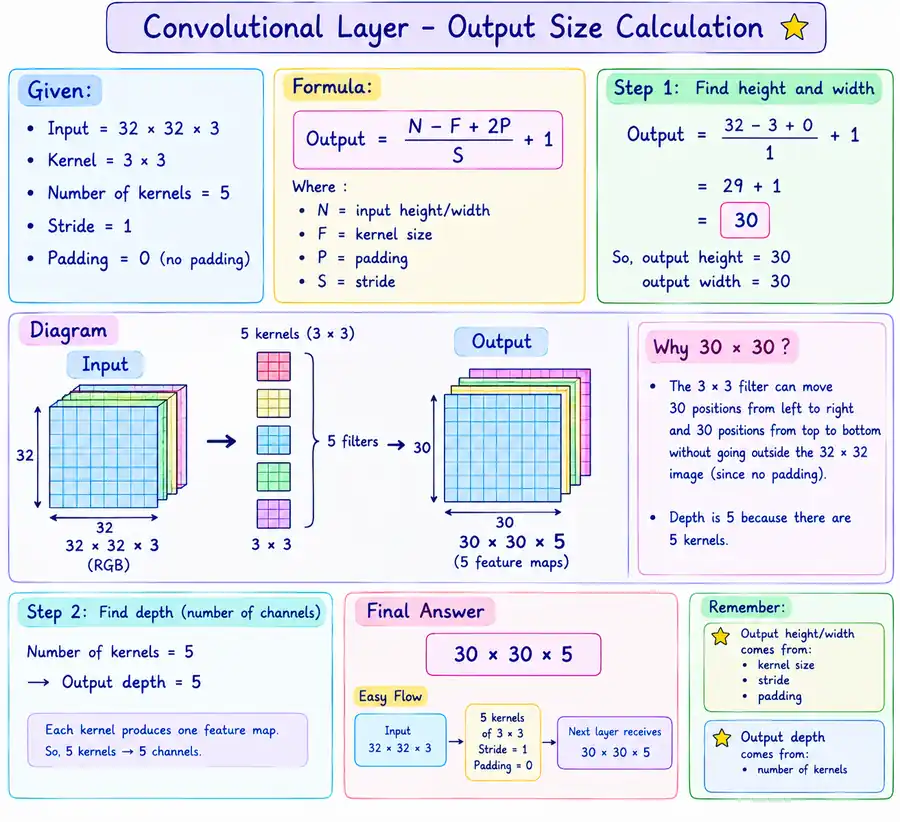 Convolutional Layer – Output Size Calculation
Given:
• Input = 32 × 32 × 3
• Kernel = 3 × 3
• Number of kernels = 5
• Stride = 1
• Padding = 0 (no padding)
Formula:
Output = (N – F + 2P) / S + 1
Where :
• N = input height/width
• F = kernel size
• P = padding
• S = stride
Step 1: Find height and width
Output = (32 – 3 + 0) / 1 + 1
= 29 + 1
= 30
So, output height = 30
output width = 30
Diagram
Input
32
32
32 × 32 × 3
(RGB)
5 kernels (3 × 3)
5 filters
3 × 3
Output
30
30
30 × 30 × 5
(5 feature maps)
Why 30 × 30 ?
• The 3 × 3 filter can move
30 positions from left to right
and 30 positions from top to bottom
without going outside the 32 × 32
image (since no padding).
• Depth is 5 because there are
5 kernels.
Step 2: Find depth (number of channels)
Number of kernels = 5
→ Output depth = 5
Each kernel produces one feature map.
So, 5 kernels → 5 channels.
Final Answer
30 × 30 × 5
Easy Flow
Input
32 × 32 × 3
5 kernels
of 3 × 3
Stride = 1
Padding = 0
Next layer receives
30 × 30 × 5
Remember:
Output height/width
comes from:
• kernel size
• stride
• padding
Output depth
comes from:
• number of kernels